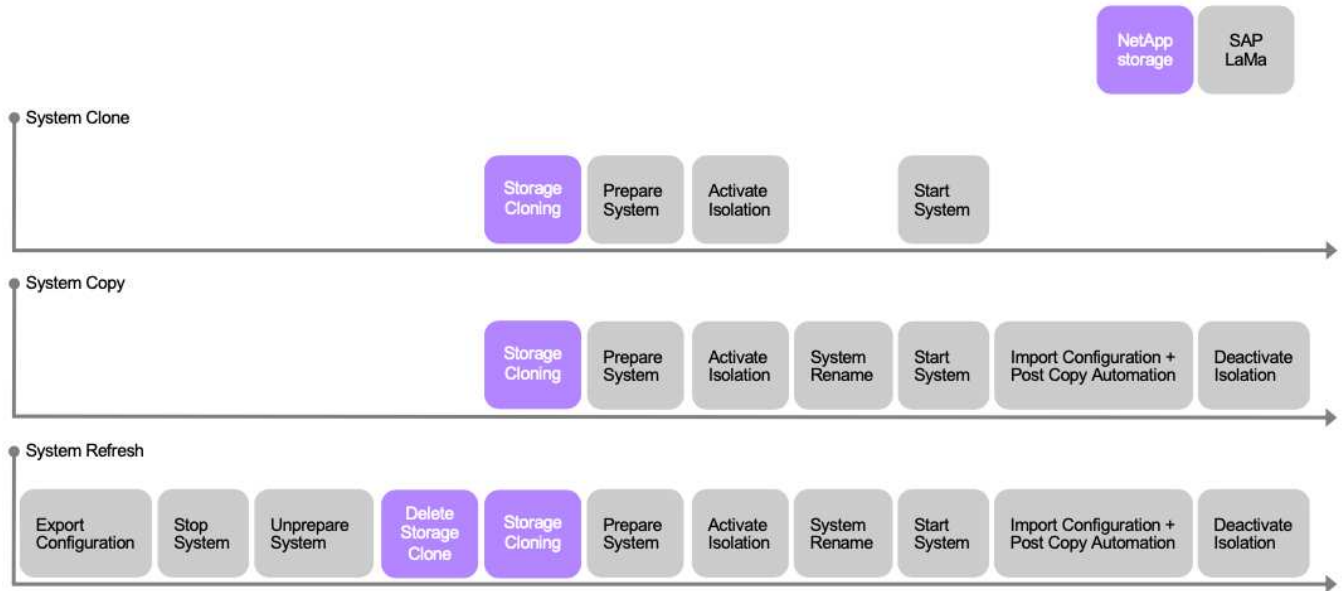 NetApp
storage
SAP
LaMa
System Clone
Storage
Cloning
Prepare
System
Activate
Isolation
Start
System
System Copy
Storage
Cloning
Prepare
System
Activate
Isolation
System
Rename
Start
System
Import Configuration +
Post Copy Automation
Deactivate
Isolation
System Refresh
Export
Configuration
Stop
System
Unprepare
System
Delete
Storage
Clone
Storage
Cloning
Prepare
System
Activate
Isolation
System
Rename
Start
System
Import Configuration +
Post Copy Automation
Deactivate
Isolation